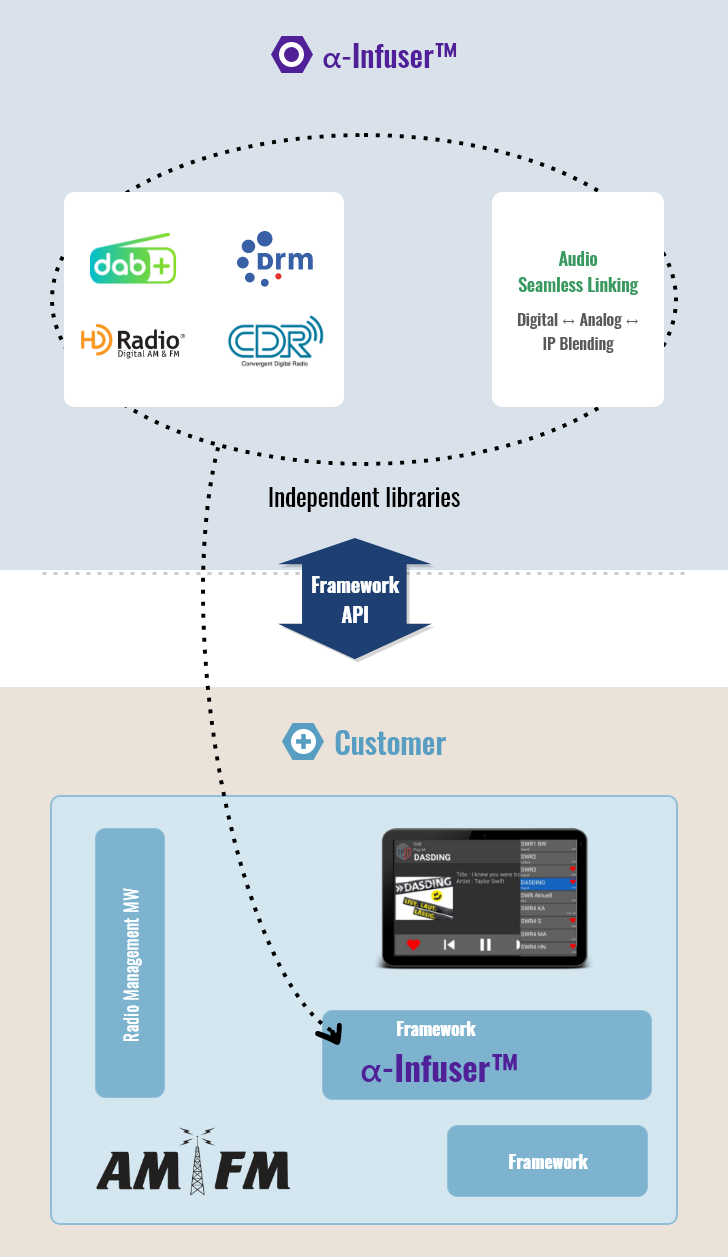 α-Infuser™
dab+
Drm
HD Radio®
Digital AM & FM
CDR
Convergent Digital Radio
Audio
Seamless Linking
Digital ↔ Analog ↔
IP Blending
Independent libraries
Framework
API
Customer
Radio Management MW
DASDING
Title : I knew you were tro
Artist : Taylor Swift
»DASDING
LIVE. LAUT.
LÄSSIG.
SWR1 BW
SWR2
SWR3
DASDING
SWR Aktuell
SWR4 KA
SWR4 S
SWR4 MA
SWR4 HN
Framework
α-Infuser™
AM FM
Framework